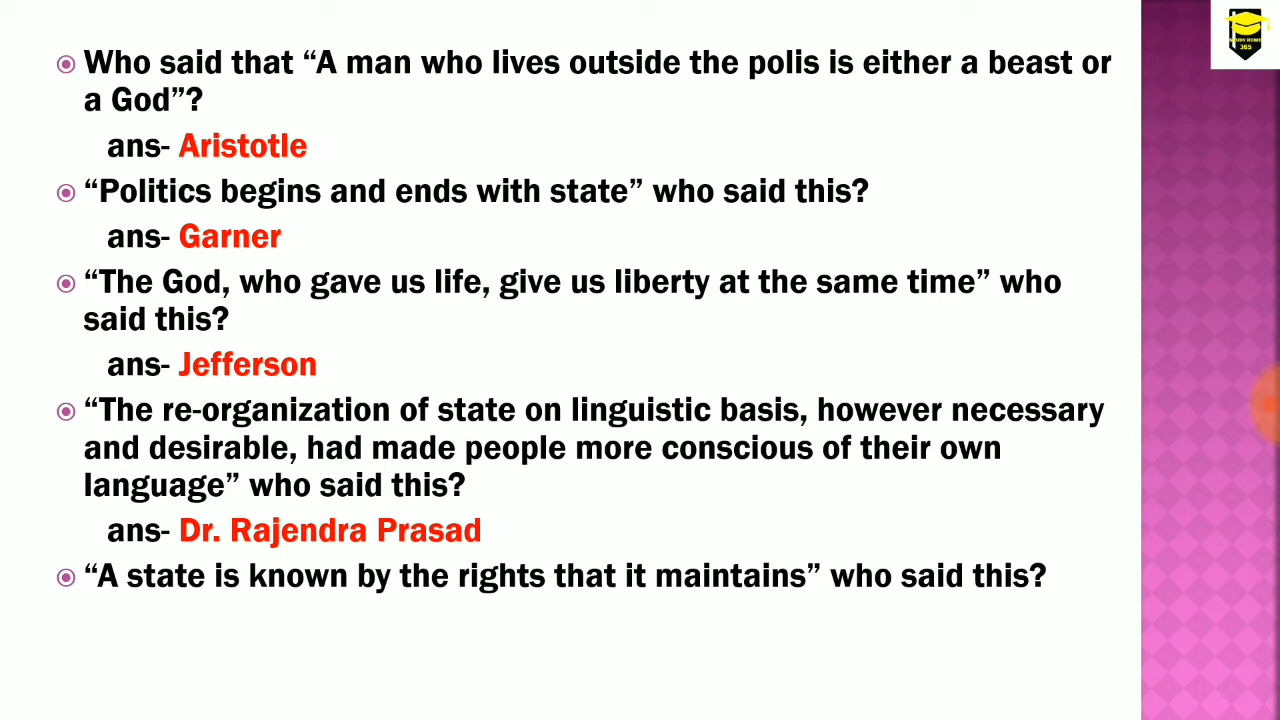 Who said that “A man who lives outside the polis is either a beast or
a God”?
ans- Aristotle
“Politics begins and ends with state” who said this?
ans- Garner
“The God, who gave us life, give us liberty at the same time” who
said this?
ans- Jefferson
“The re-organization of state on linguistic basis, however necessary
and desirable, had made people more conscious of their own
language” who said this?
ans- Dr. Rajendra Prasad
“A state is known by the rights that it maintains” who said this?
365